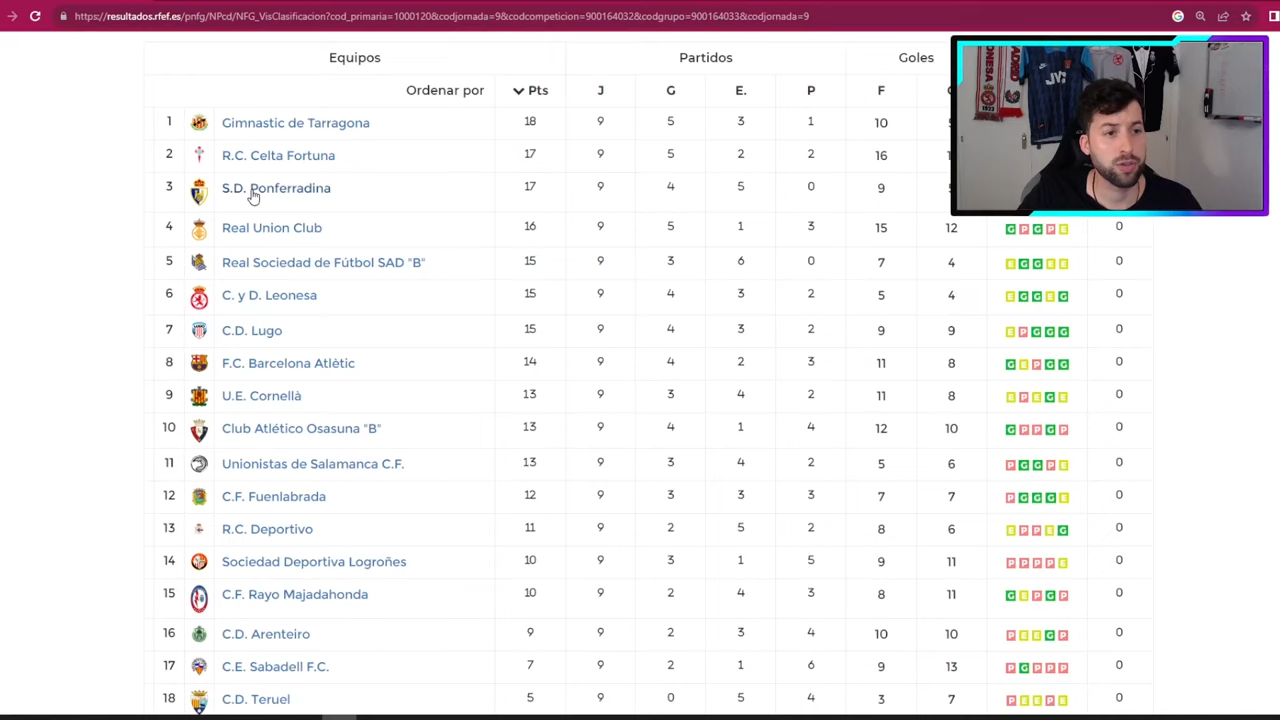 https://resultados.rfef.es/pnfg/NPcd/NFG_VisClasificacion?cod_primaria=1000120&codjornada=9&codcompeticion=900164032&codgrupo=900164033&codjornada=9
Equipos Partidos Goles
Ordenar por Pts J G E. P F
1 Gimnastic de Tarragona 18 9 5 3 1 10
2 R.C. Celta Fortuna 17 9 5 2 2 16
3 S.D. Ponferradina 17 9 4 5 0 9
4 Real Union Club 16 9 5 1 3 15 12 G P G P E 0
5 Real Sociedad de Fútbol SAD "B" 15 9 3 6 0 7 4 E G G E E 0
6 C. y D. Leonesa 15 9 4 3 2 5 4 E G G E G 0
7 C.D. Lugo 15 9 4 3 2 9 9 E P G G G 0
8 F.C. Barcelona Atlètic 14 9 4 2 3 11 8 G E P G G 0
9 U.E. Cornellà 13 9 3 4 2 11 8 E P E G E 0
10 Club Atlético Osasuna "B" 13 9 4 1 4 12 10 G P P G P 0
11 Unionistas de Salamanca C.F. 13 9 3 4 2 5 6 P G G P E 0
12 C.F. Fuenlabrada 12 9 3 3 3 7 7 P G G G E 0
13 R.C. Deportivo 11 9 2 5 2 8 6 E P P E G 0
14 Sociedad Deportiva Logroñes 10 9 3 1 5 9 11 P P P P E 0
15 C.F. Rayo Majadahonda 10 9 2 4 3 8 11 G E P G P 0
16 C.D. Arenteiro 9 9 2 3 4 10 10 P E E G P 0
17 C.E. Sabadell F.C. 7 9 2 1 6 9 13 P G P P P 0
18 C.D. Teruel 5 9 0 5 4 3 7 P E E P E 0